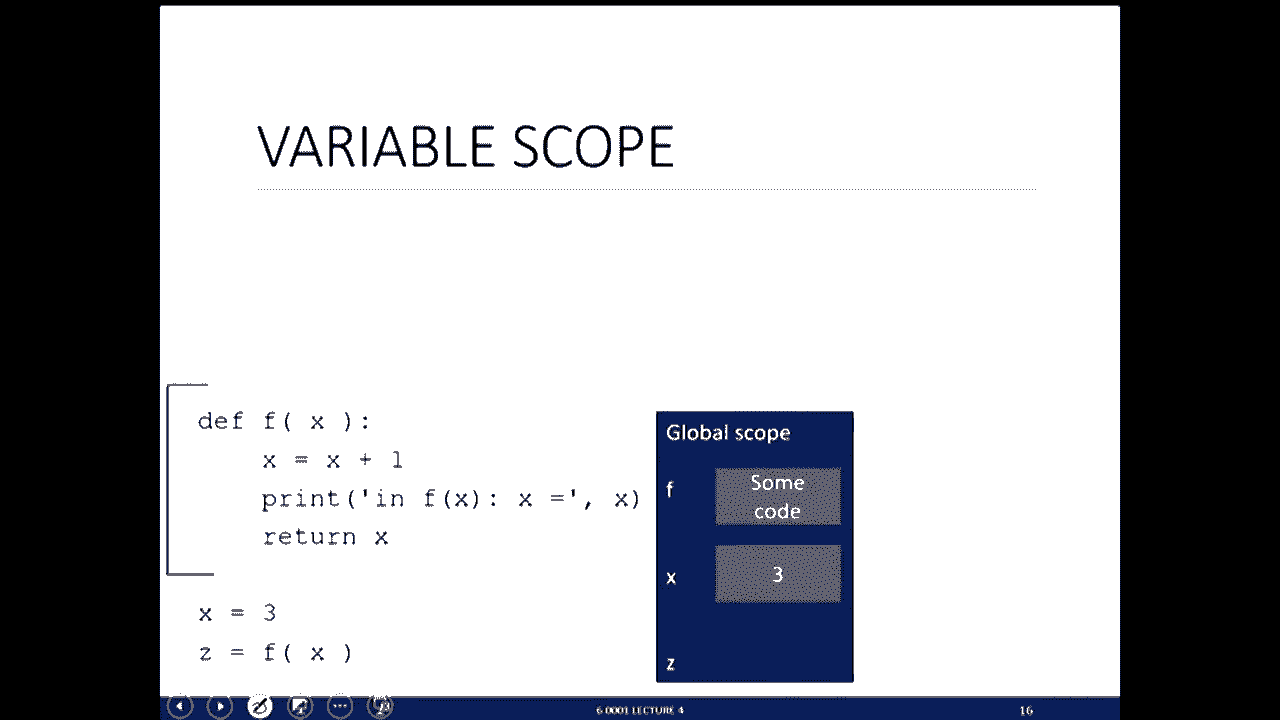 VARIABLE SCOPE
def f( x ):
    x = x + 1
    print('in f(x): x =', x)
    return x
x = 3
z = f( x )
Global scope
f
Some
code
x
3
z
6.0001 LECTURE 4
16